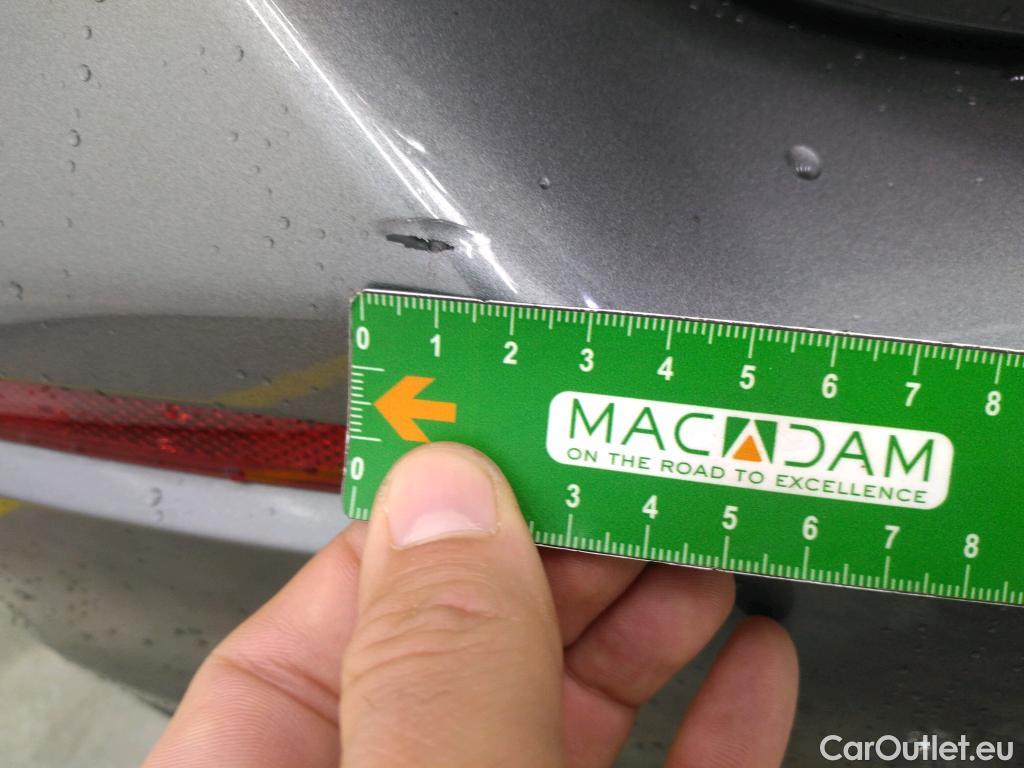 0 1 2 3 4 5 6 7 8
MACADAM
ON THE ROAD TO EXCELLENCE
0 3 4 5 6 7 8
CarOutlet.eu